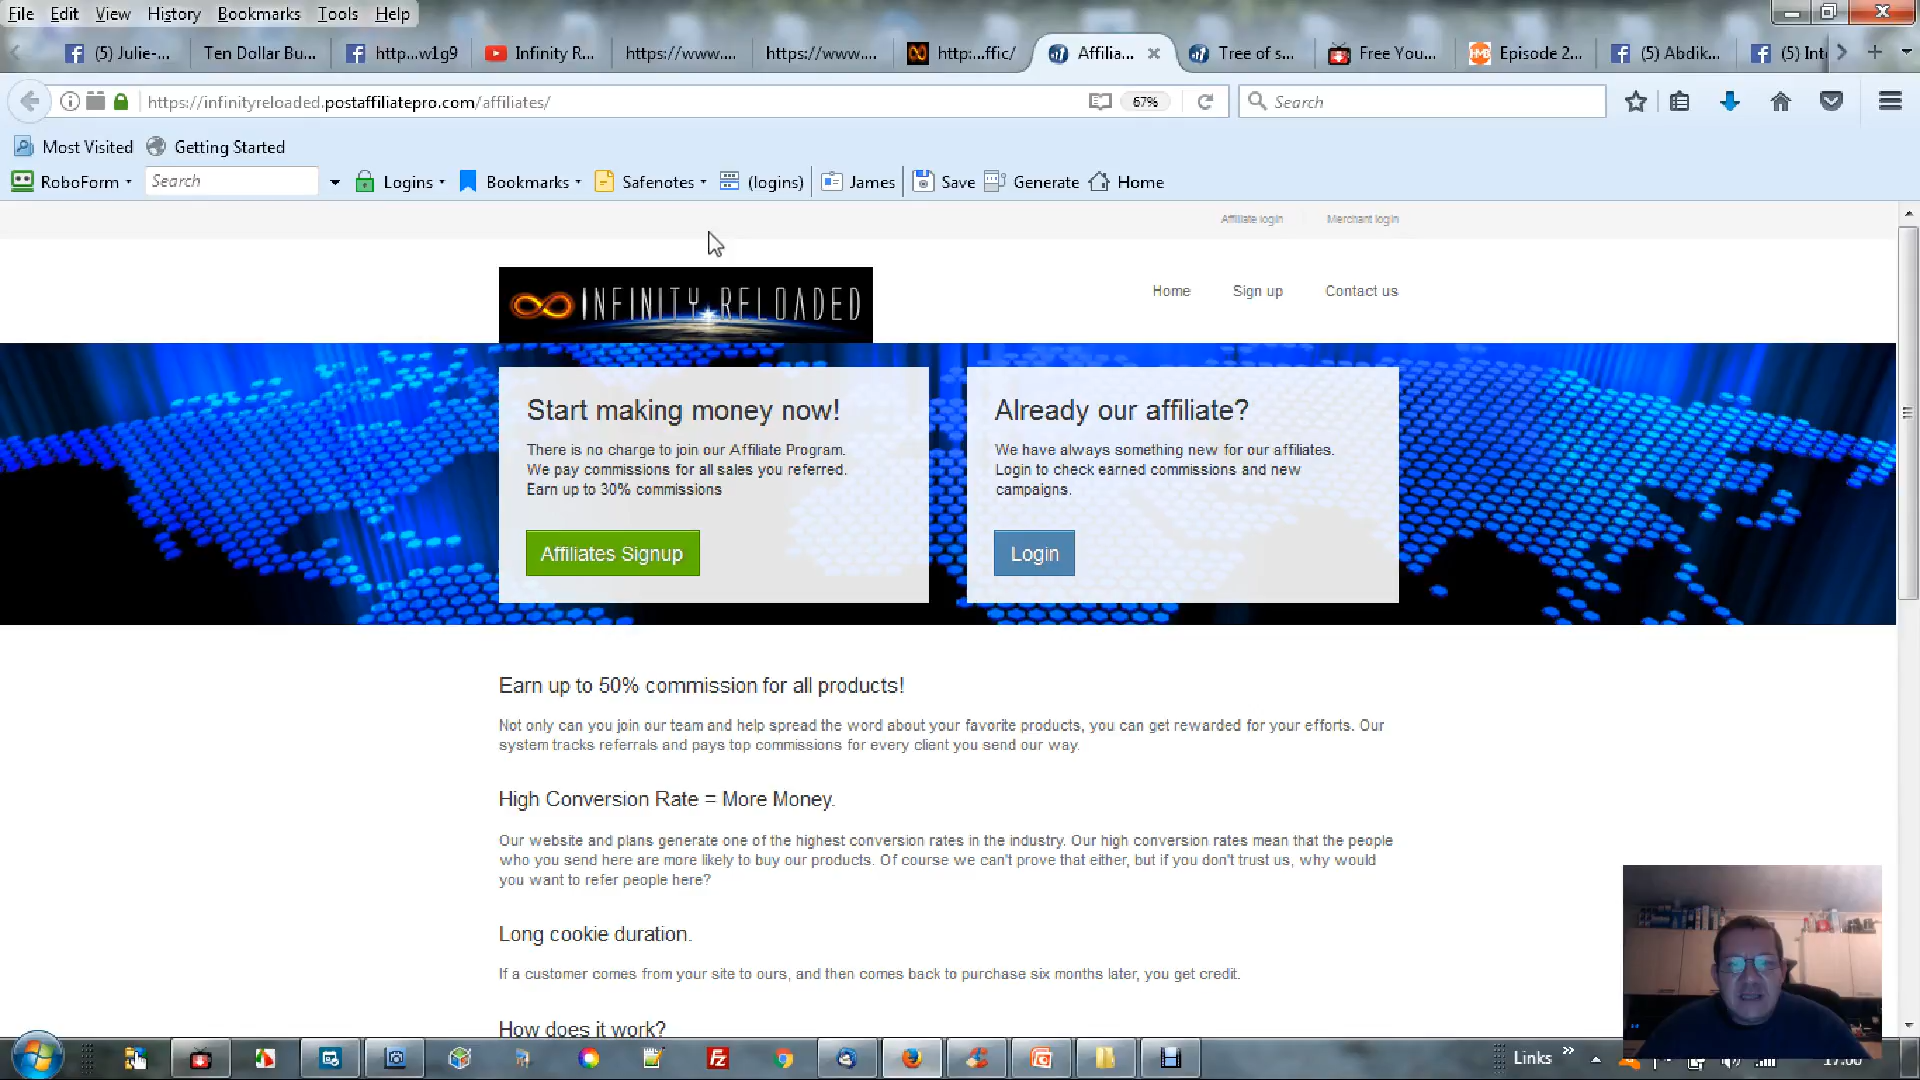 File Edit View History Bookmarks Tools Help
(5) Julie-... Ten Dollar Bu... http...w1g9 Infinity R... https://www.... https://www.... http:...ffic/ Affilia... Tree of s... Free You... Episode 2... (5) Abdik... (5) Int
https://infinityreloaded.postaffiliatepro.com/affiliates/ 67% Search
Most Visited Getting Started
RoboForm Search Logins Bookmarks Safenotes (logins) James Save Generate Home
Affiliate login Merchant login
INFINITY RELOADED
Home Sign up Contact us
Start making money now!
There is no charge to join our Affiliate Program.
We pay commissions for all sales you referred.
Earn up to 30% commissions
Affiliates Signup
Already our affiliate?
We have always something new for our affiliates.
Login to check earned commissions and new
campaigns.
Login
Earn up to 50% commission for all products!
Not only can you join our team and help spread the word about your favorite products, you can get rewarded for your efforts. Our
system tracks referrals and pays top commissions for every client you send our way.
High Conversion Rate = More Money.
Our website and plans generate one of the highest conversion rates in the industry. Our high conversion rates mean that the people
who you send here are more likely to buy our products. Of course we can't prove that either, but if you don't trust us, why would
you want to refer people here?
Long cookie duration.
If a customer comes from your site to ours, and then comes back to purchase six months later, you get credit.
How does it work?
Links